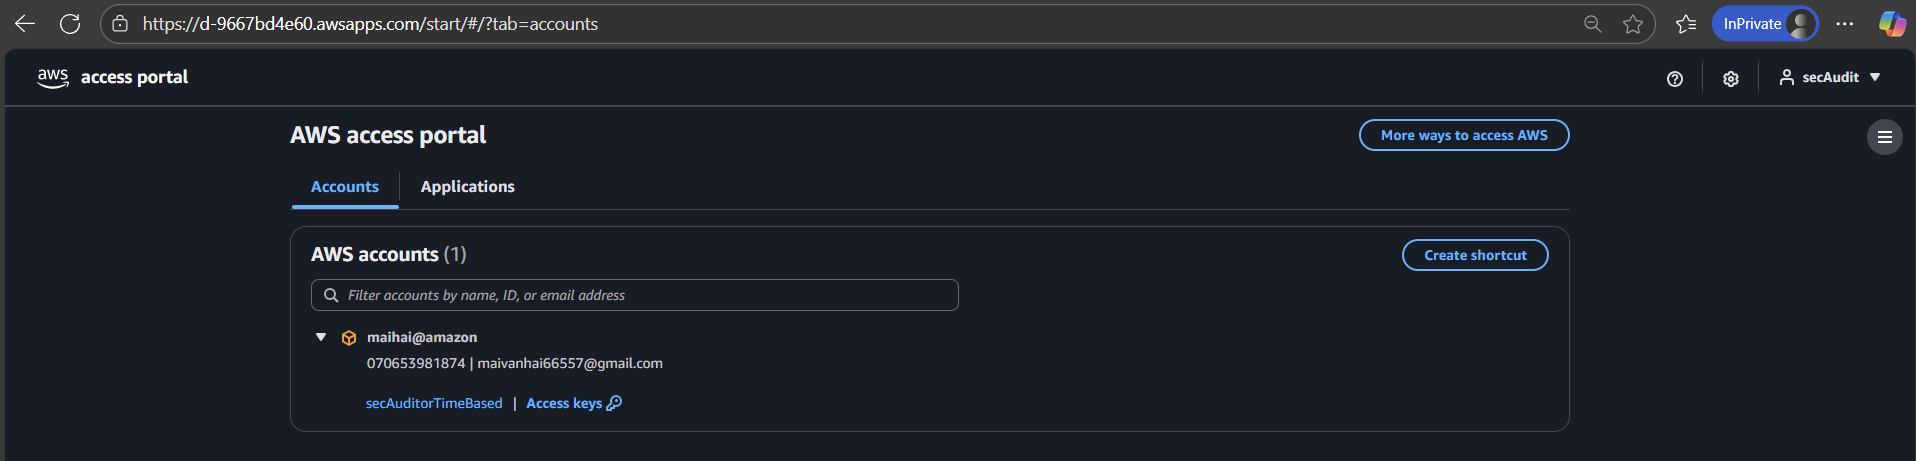 https://d-9667bd4e60.awsapps.com/start/#/?tab=accounts
InPrivate
aws access portal
secAudit
AWS access portal
More ways to access AWS
Accounts
Applications
AWS accounts (1)
Create shortcut
Filter accounts by name, ID, or email address
maihai@amazon
070653981874 | maivanhai66557@gmail.com
secAuditorTimeBased | Access keys